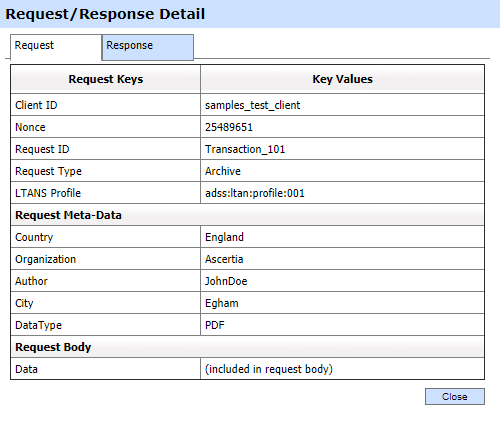 Request/Response Detail
Request Response
Request Keys Key Values
Client ID samples_test_client
Nonce 25489651
Request ID Transaction_101
Request Type Archive
LTANS Profile adss:ltan:profile:001
Request Meta-Data
Country England
Organization Ascertia
Author JohnDoe
City Egham
DataType PDF
Request Body
Data (included in request body)
Close